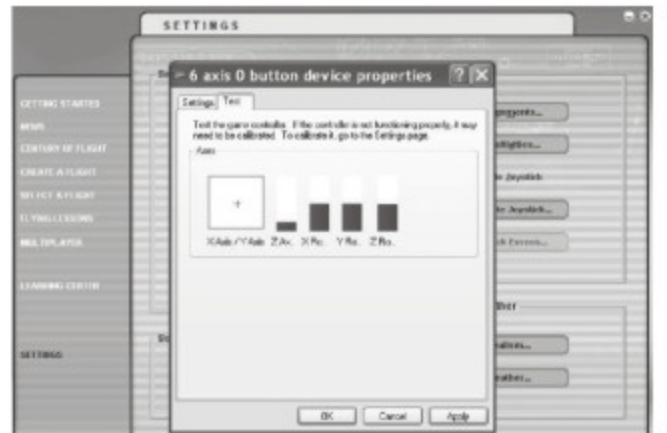 SETTINGS
6 axis 0 button device properties
Settings Test
Test the game controller. If the controller is not functioning properly, it may
need to be calibrated. To calibrate it, go to the Settings page.
Axes
X Axis / Y Axis Z Ax.. X Ro.. Y Ro.. Z Ro..
OK Cancel Apply
GETTING STARTED
NEWS
CENTURY OF FLIGHT
CREATE A FLIGHT
SELECT A FLIGHT
FLYING LESSONS
MULTIPLAYER
LEARNING CENTER
SETTINGS
Joystick
Joystick...